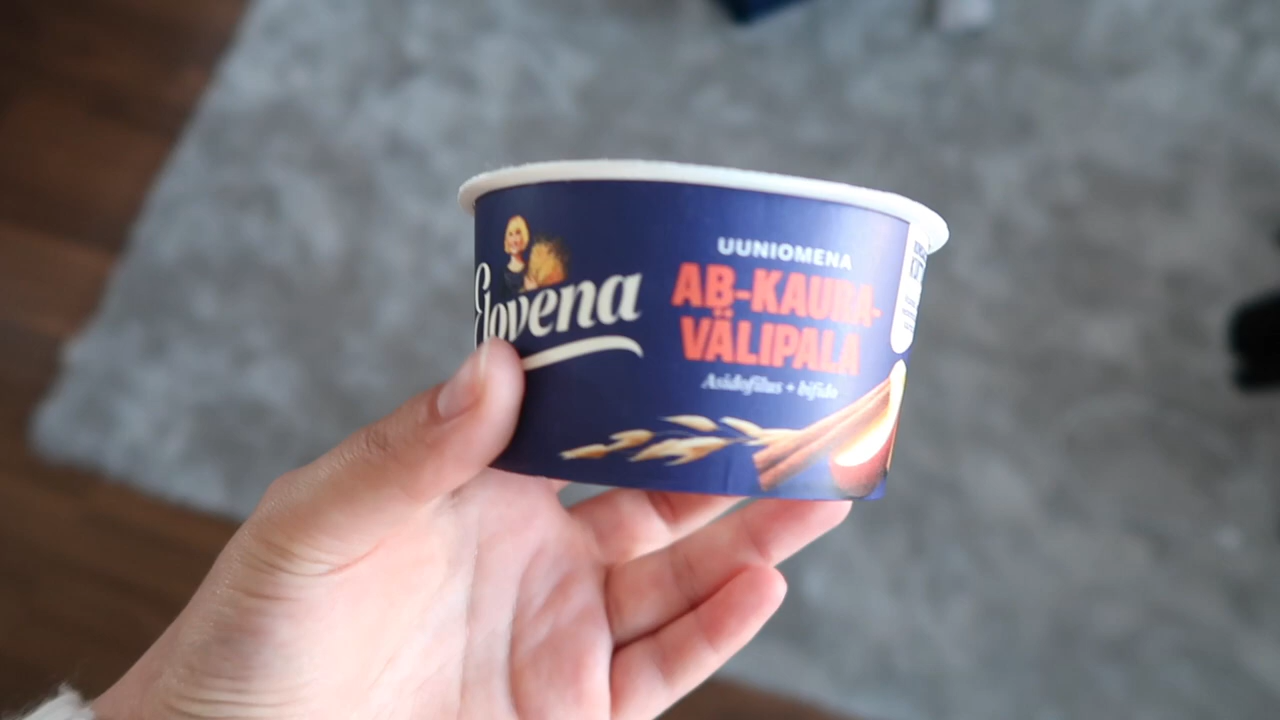 Elovena
UUNIOMENA
AB-KAURA-
VÄLIPALA
Asidofilus + bifido